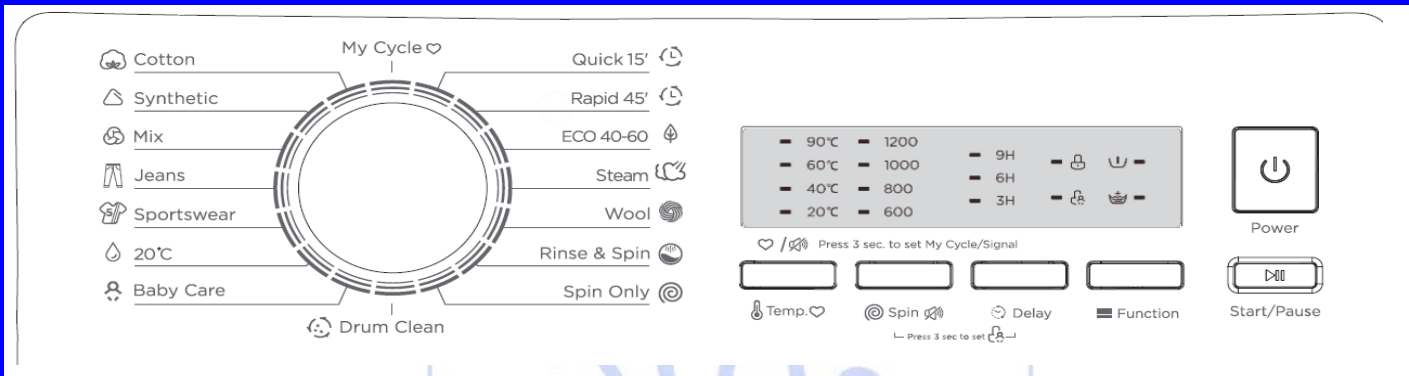 My Cycle
Cotton
Synthetic
Mix
Jeans
Sportswear
20°C
Baby Care
Drum Clean
Quick 15'
Rapid 45'
ECO 40-60
Steam
Wool
Rinse & Spin
Spin Only
90℃ 1200
60℃ 1000
40℃ 800
20℃ 600
9H
6H
3H
/ Press 3 sec. to set My Cycle/Signal
Temp. Spin Delay Function
Press 3 sec to set
Power
Start/Pause